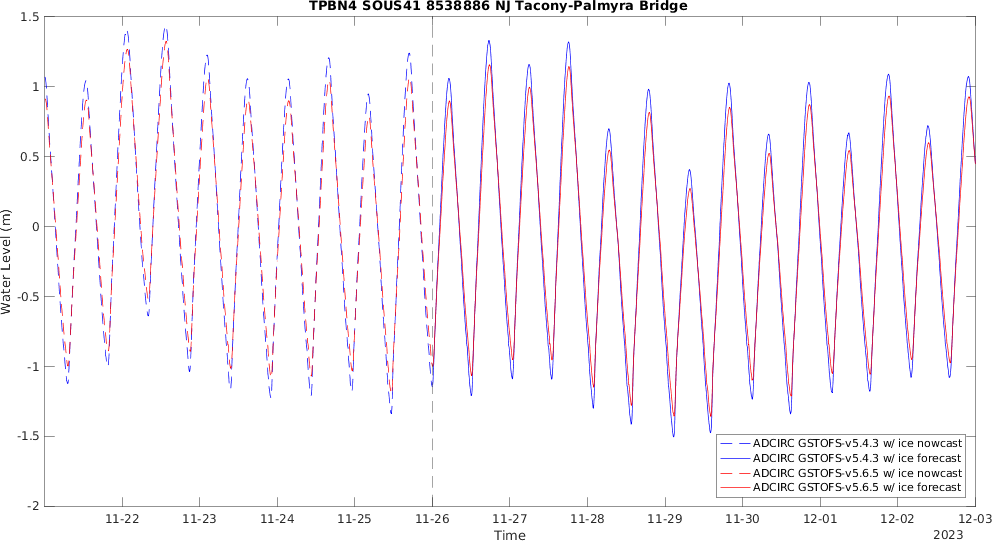 TPBN4 SOUS41 8538886 NJ Tacony-Palmyra Bridge
1.5
1
0.5
0
-0.5
-1
-1.5
-2
Water Level (m)
ADCIRC GSTOFS-v5.4.3 w/ ice nowcast
ADCIRC GSTOFS-v5.4.3 w/ ice forecast
ADCIRC GSTOFS-v5.6.5 w/ ice nowcast
ADCIRC GSTOFS-v5.6.5 w/ ice forecast
11-22 11-23 11-24 11-25 11-26 11-27 11-28 11-29 11-30 12-01 12-02 12-03
Time
2023